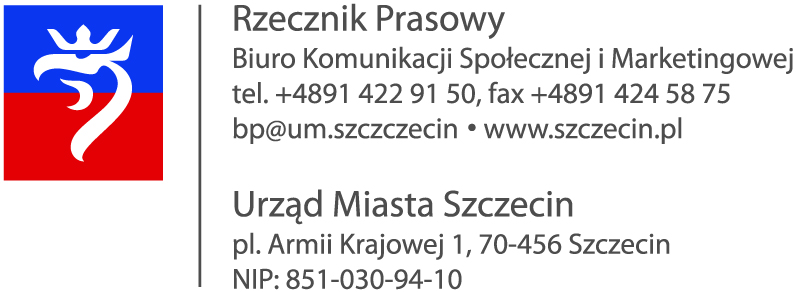 Rzecznik Prasowy
Biuro Komunikacji Społecznej i Marketingowej
tel. +4891 422 91 50, fax +4891 424 58 75
bp@um.szczczecin • www.szczecin.pl
Urząd Miasta Szczecin
pl. Armii Krajowej 1, 70-456 Szczecin
NIP: 851-030-94-10